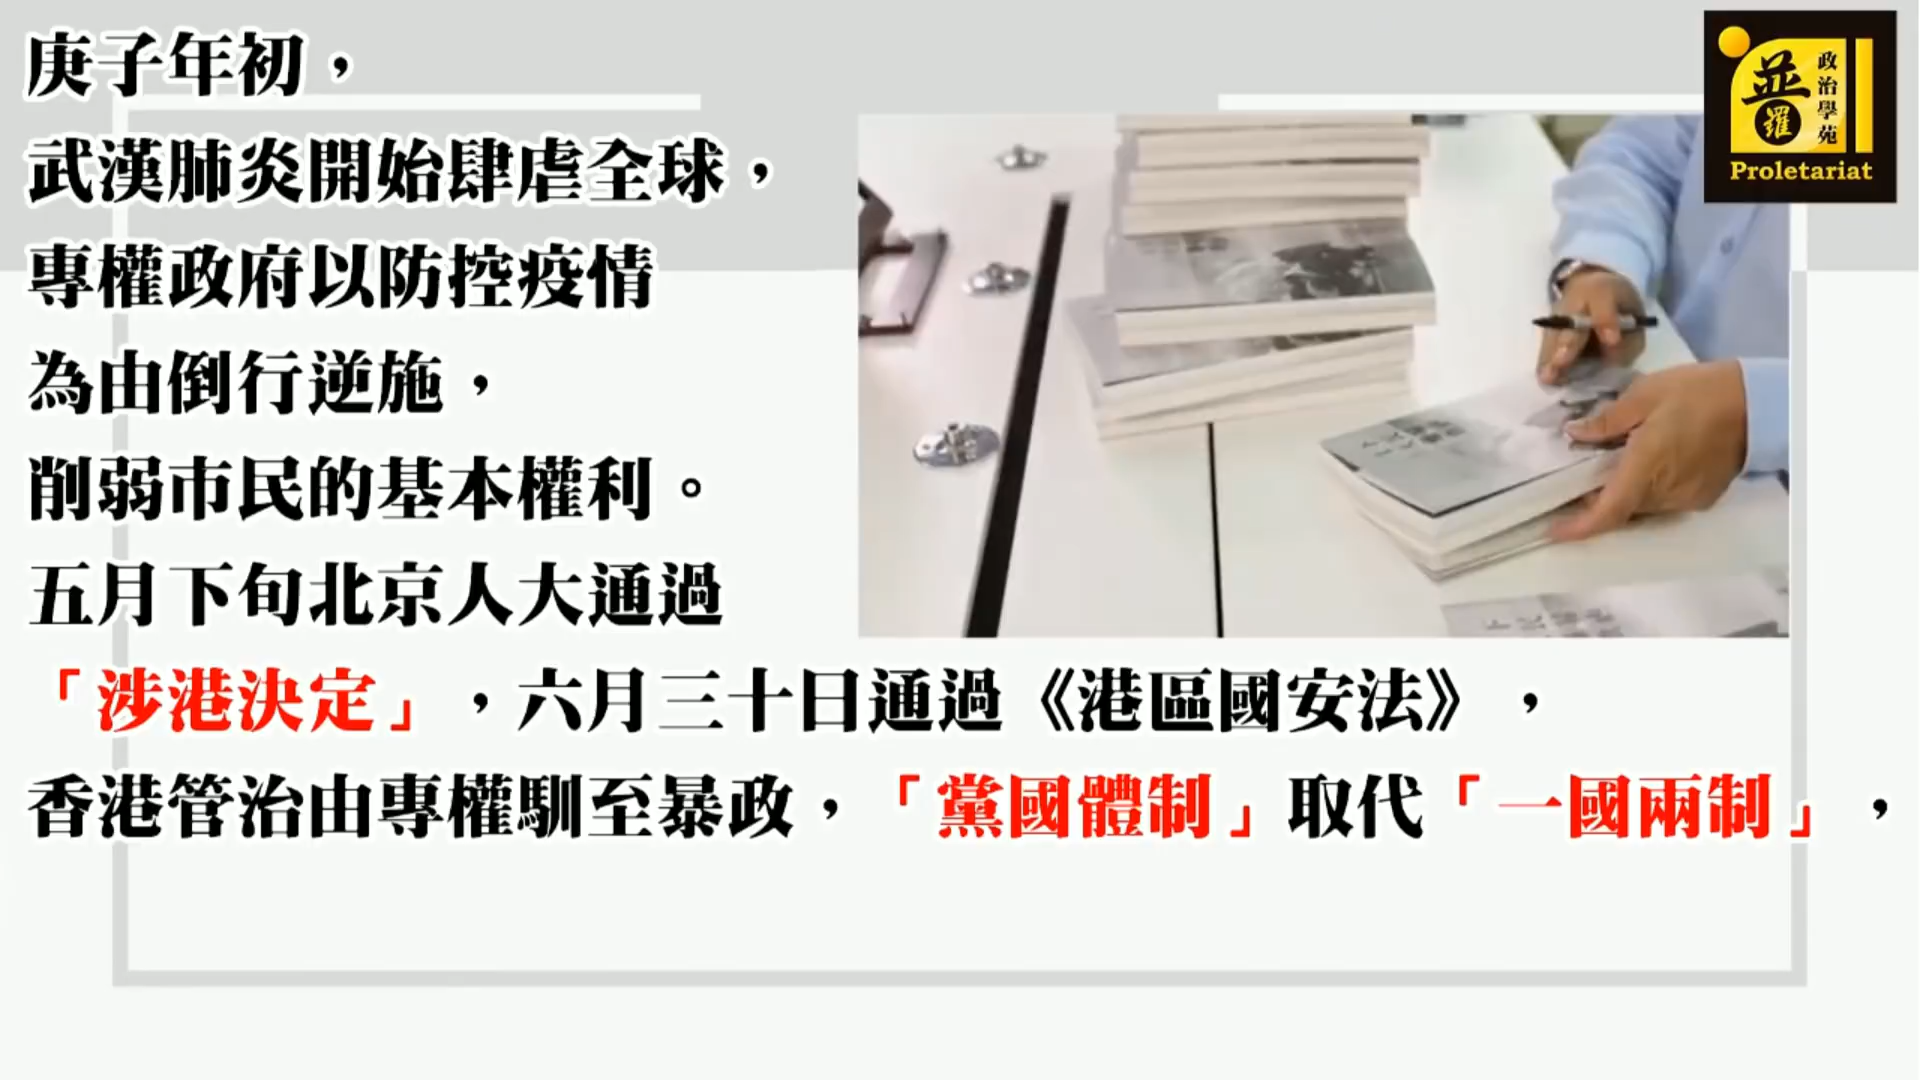 庚子年初，
武漢肺炎開始肆虐全球，
專權政府以防控疫情
為由倒行逆施，
削弱市民的基本權利。
五月下旬北京人大通過
「涉港決定」，六月三十日通過《港區國安法》，
香港管治由專權馴至暴政，「黨國體制」取代「一國兩制」，
普羅
政治學苑
Proletariat